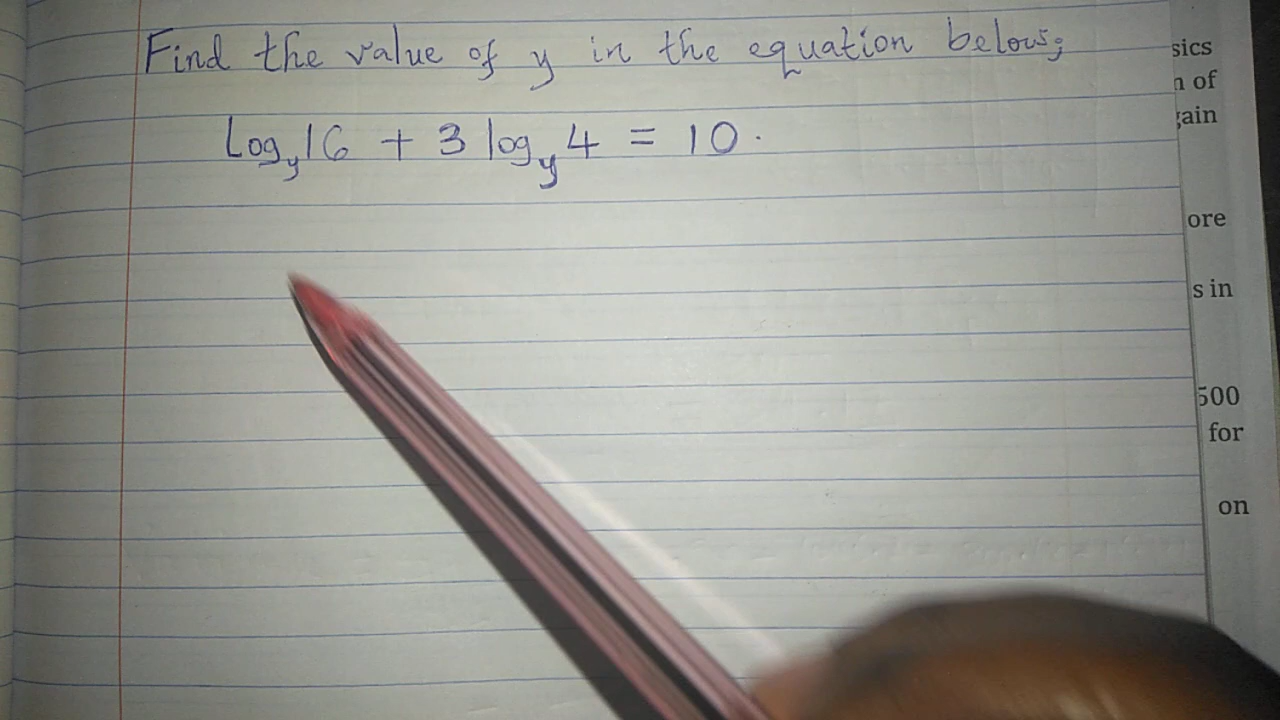 Find the value of y in the equation below;
Log_y 16 + 3 log_y 4 = 10.
sics
n of
gain
ore
s in
500
for
on